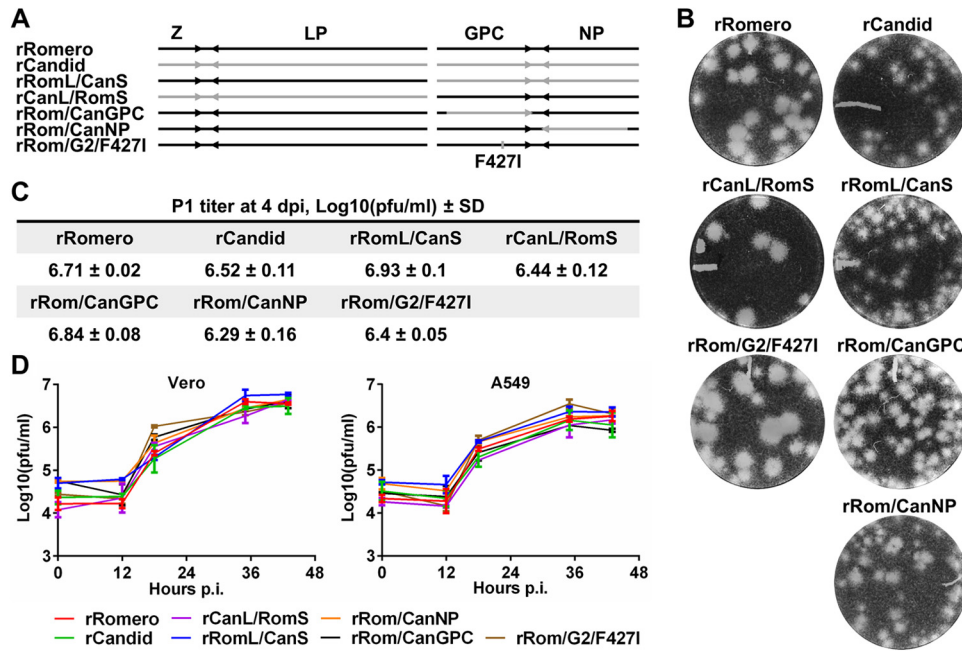 A
Z LP GPC NP
rRomero
rCandid
rRomL/CanS
rCanL/RomS
rRom/CanGPC
rRom/CanNP
rRom/G2/F427I
F427I
B
rRomero rCandid
rCanL/RomS rRomL/CanS
rRom/G2/F427I rRom/CanGPC
rRom/CanNP
C
P1 titer at 4 dpi, Log10(pfu/ml) ± SD
rRomero rCandid rRomL/CanS rCanL/RomS
6.71 ± 0.02 6.52 ± 0.11 6.93 ± 0.1 6.44 ± 0.12
rRom/CanGPC rRom/CanNP rRom/G2/F427I
6.84 ± 0.08 6.29 ± 0.16 6.4 ± 0.05
D
Vero
Log10(pfu/ml)
7
6
5
4
3
0 12 24 36 48
Hours p.i.
A549
Log10(pfu/ml)
7
6
5
4
3
0 12 24 36 48
Hours p.i.
rRomero rCanL/RomS rRom/CanNP
rCandid rRomL/CanS rRom/CanGPC rRom/G2/F427I